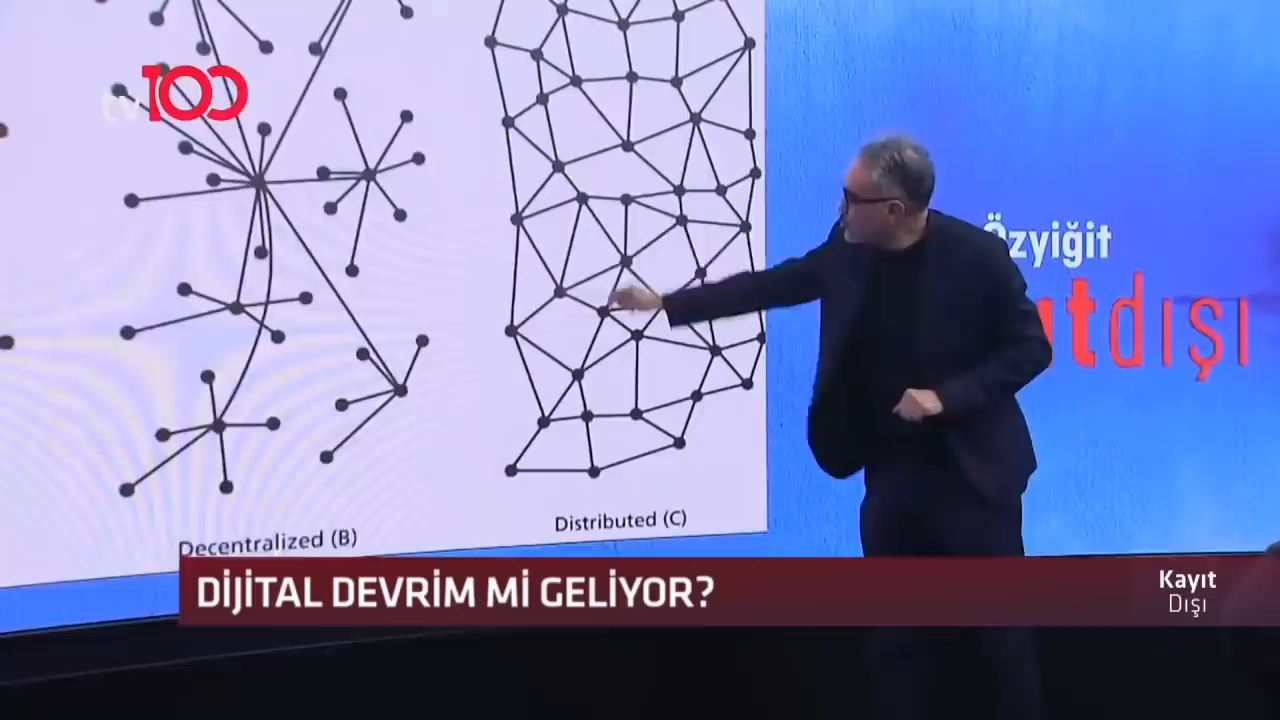 tv100
Özyiğit
dışı
Decentralized (B)
Distributed (C)
DİJİTAL DEVRİM Mİ GELİYOR?
Kayıt
Dışı